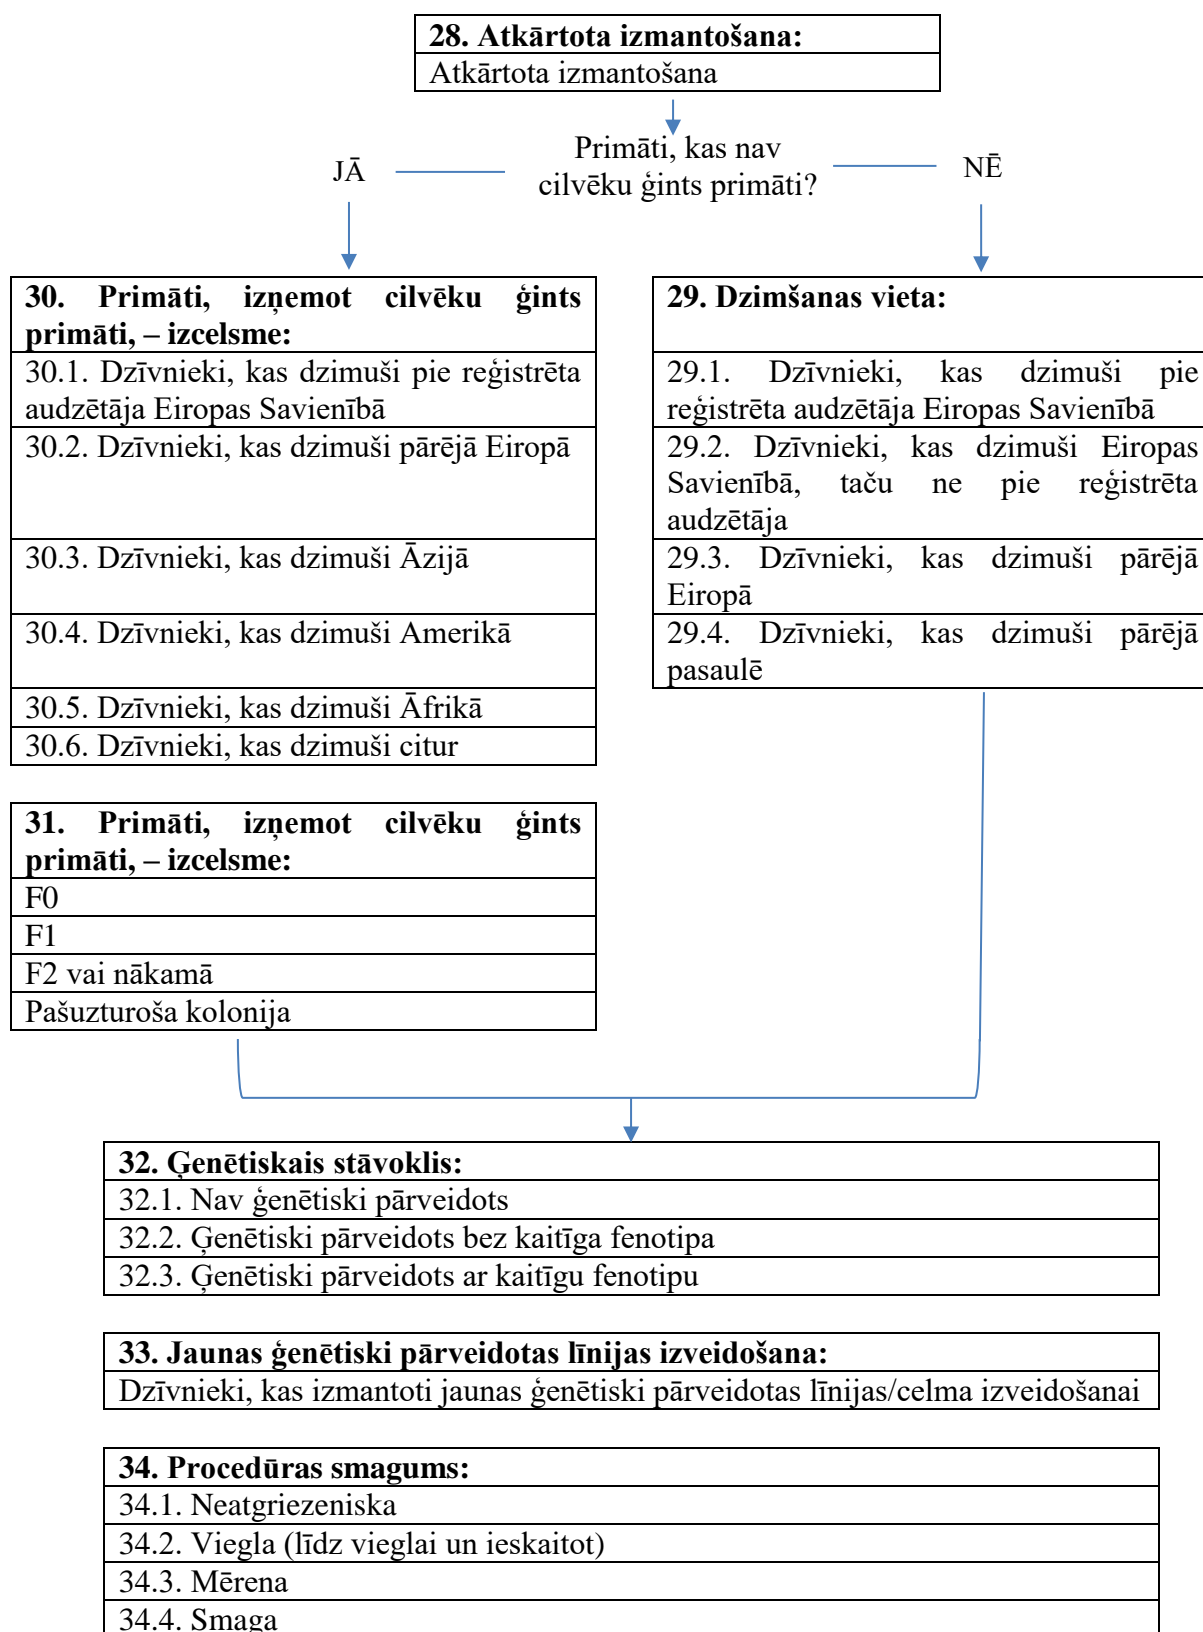 28. Atkārtota izmantošana:
Atkārtota izmantošana
Primāti, kas nav
cilvēku ģints primāti?
JĀ
NĒ
30. Primāti, izņemot cilvēku ģints
primāti, – izcelsme:
30.1. Dzīvnieki, kas dzimuši pie reģistrēta
audzētāja Eiropas Savienībā
30.2. Dzīvnieki, kas dzimuši pārējā Eiropā
30.3. Dzīvnieki, kas dzimuši Āzijā
30.4. Dzīvnieki, kas dzimuši Amerikā
30.5. Dzīvnieki, kas dzimuši Āfrikā
30.6. Dzīvnieki, kas dzimuši citur
29. Dzimšanas vieta:
29.1. Dzīvnieki, kas dzimuši pie
reģistrēta audzētāja Eiropas Savienībā
29.2. Dzīvnieki, kas dzimuši Eiropas
Savienībā, taču ne pie reģistrēta
audzētāja
29.3. Dzīvnieki, kas dzimuši pārējā
Eiropā
29.4. Dzīvnieki, kas dzimuši pārējā
pasaulē
31. Primāti, izņemot cilvēku ģints
primāti, – izcelsme:
F0
F1
F2 vai nākamā
Pašuzturoša kolonija
32. Ģenētiskais stāvoklis:
32.1. Nav ģenētiski pārveidots
32.2. Ģenētiski pārveidots bez kaitīga fenotipa
32.3. Ģenētiski pārveidots ar kaitīgu fenotipu
33. Jaunas ģenētiski pārveidotas līnijas izveidošana:
Dzīvnieki, kas izmantoti jaunas ģenētiski pārveidotas līnijas/celma izveidošanai
34. Procedūras smagums:
34.1. Neatgriezeniska
34.2. Viegla (līdz vieglai un ieskaitot)
34.3. Mērena
34.4. Smaga